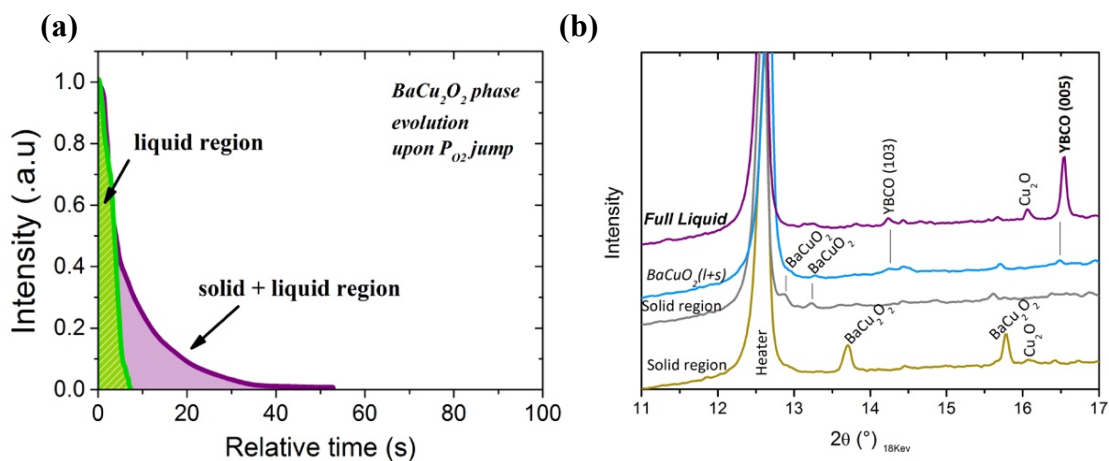 (a)
BaCu2O2 phase
evolution
upon PO2 jump
liquid region
solid + liquid region
Intensity (.a.u)
1.0
0.8
0.6
0.4
0.2
0.0
0
20
40
60
80
100
Relative time (s)
(b)
YBCO (005)
YBCO (103)
Cu2O
Full Liquid
BaCuO2
BaCuO2
BaCuO2(l+s)
Solid region
BaCu2O2
BaCu2O2
Cu2O
Solid region
Heater
Intensity
11
12
13
14
15
16
17
2θ (°) 18Kev